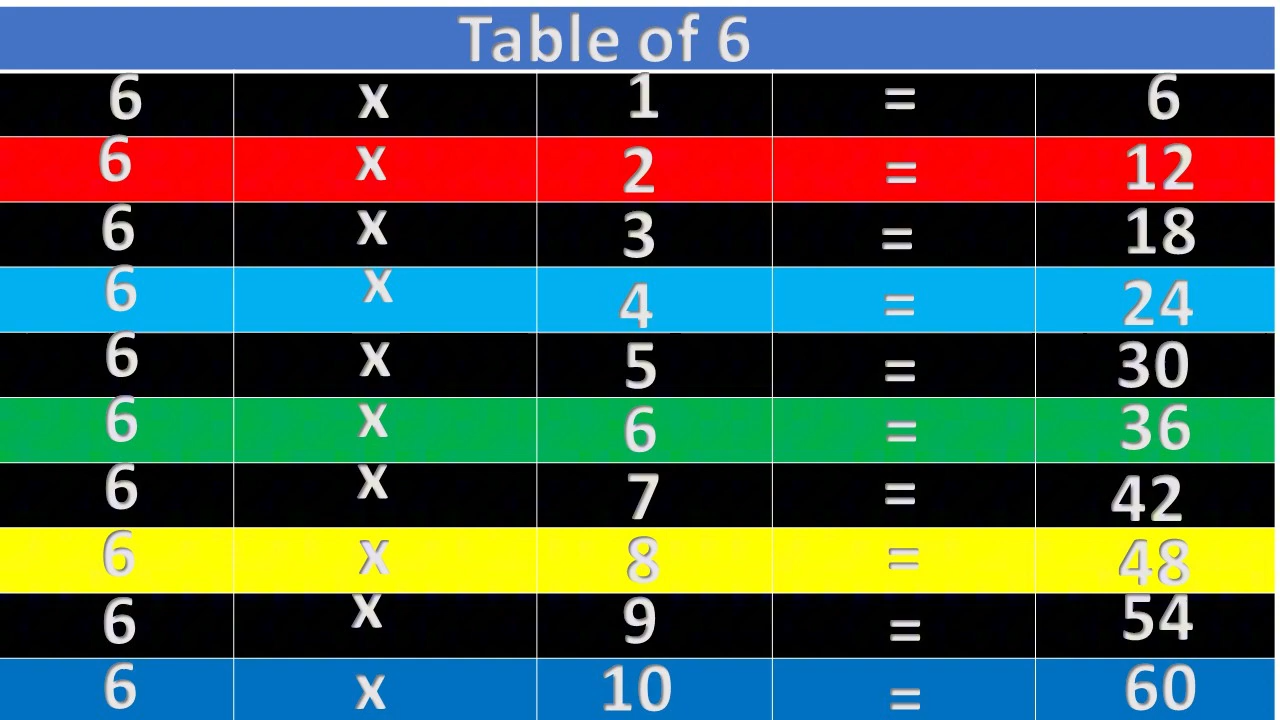 Table of 6
6 x 1 = 6
6 x 2 = 12
6 x 3 = 18
6 x 4 = 24
6 x 5 = 30
6 x 6 = 36
6 x 7 = 42
6 x 8 = 48
6 x 9 = 54
6 x 10 = 60